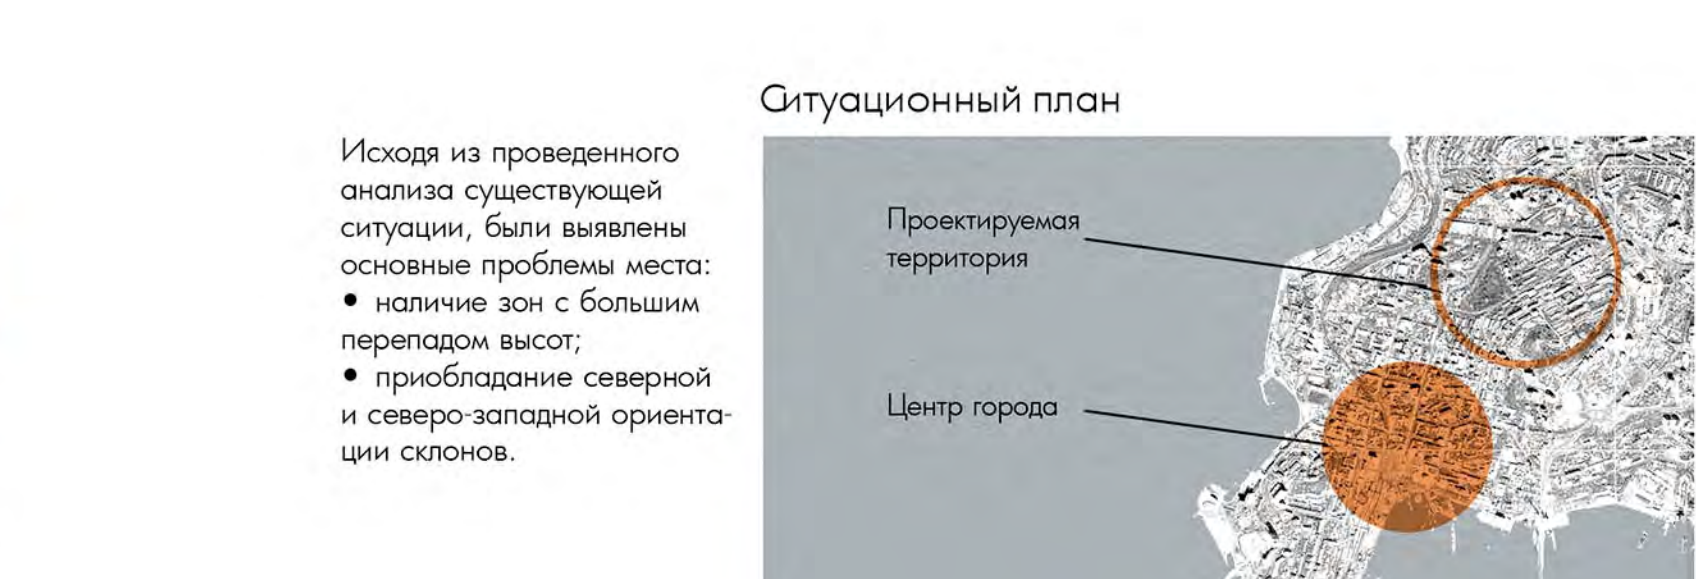 Ситуационный план
Исходя из проведенного
анализа существующей
ситуации, были выявлены
основные проблемы места:
• наличие зон с большим
перепадом высот;
• приобладание северной
и северо-западной ориента-
ции склонов.
Проектируемая
территория
Центр города